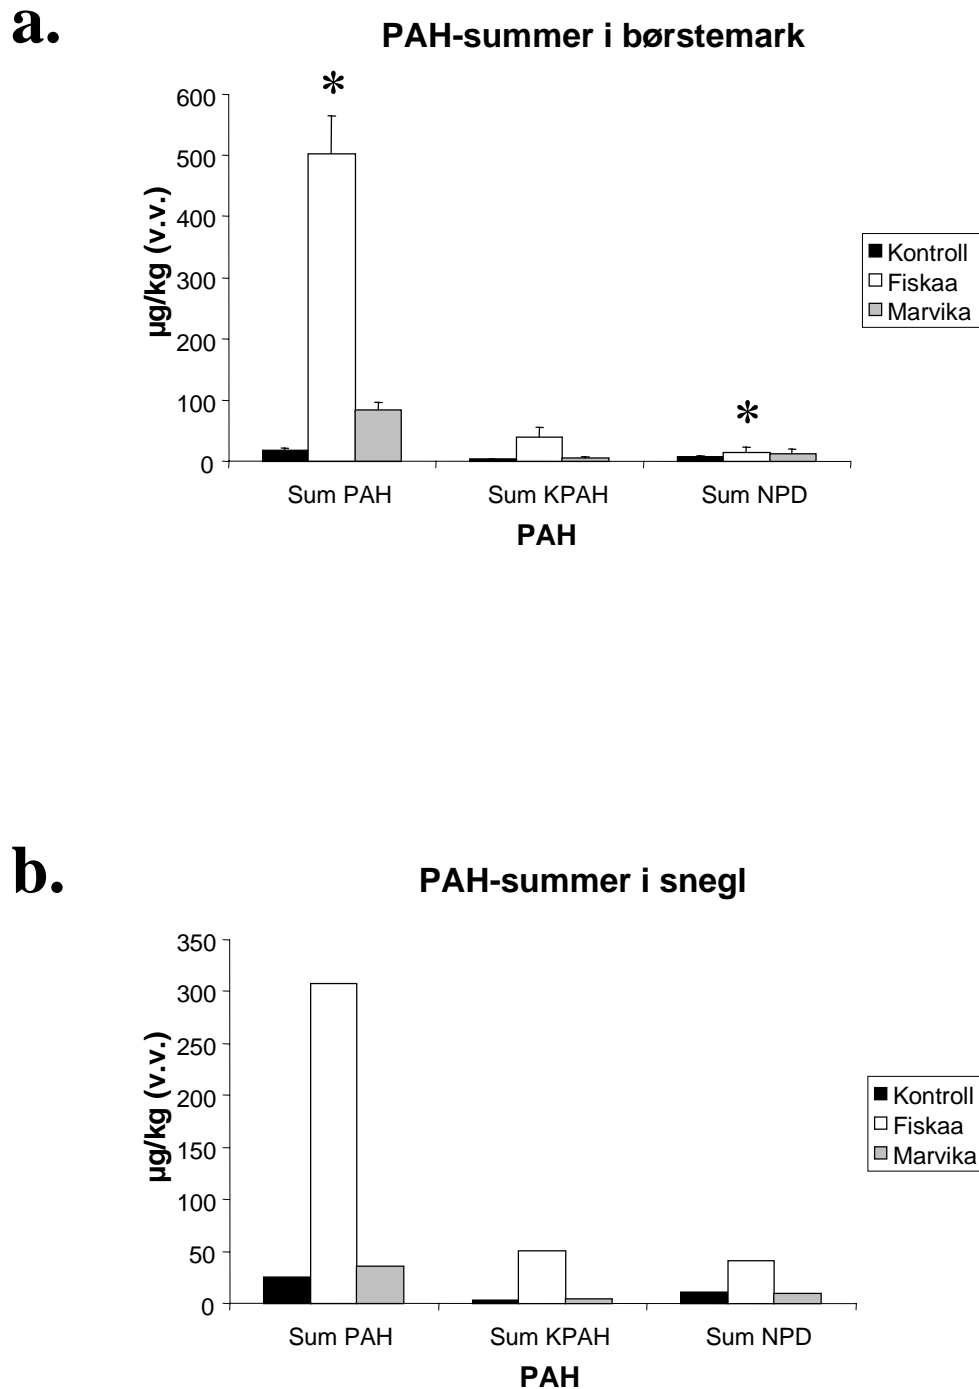 a.
PAH-summer i børstemark
*
600
500
400
300
200
100
0
µg/kg (v.v.)
*
Kontroll
Fiskaa
Marvika
Sum PAH Sum KPAH Sum NPD
PAH
b.
PAH-summer i snegl
350
300
250
200
150
100
50
0
µg/kg (v.v.)
Kontroll
Fiskaa
Marvika
Sum PAH Sum KPAH Sum NPD
PAH